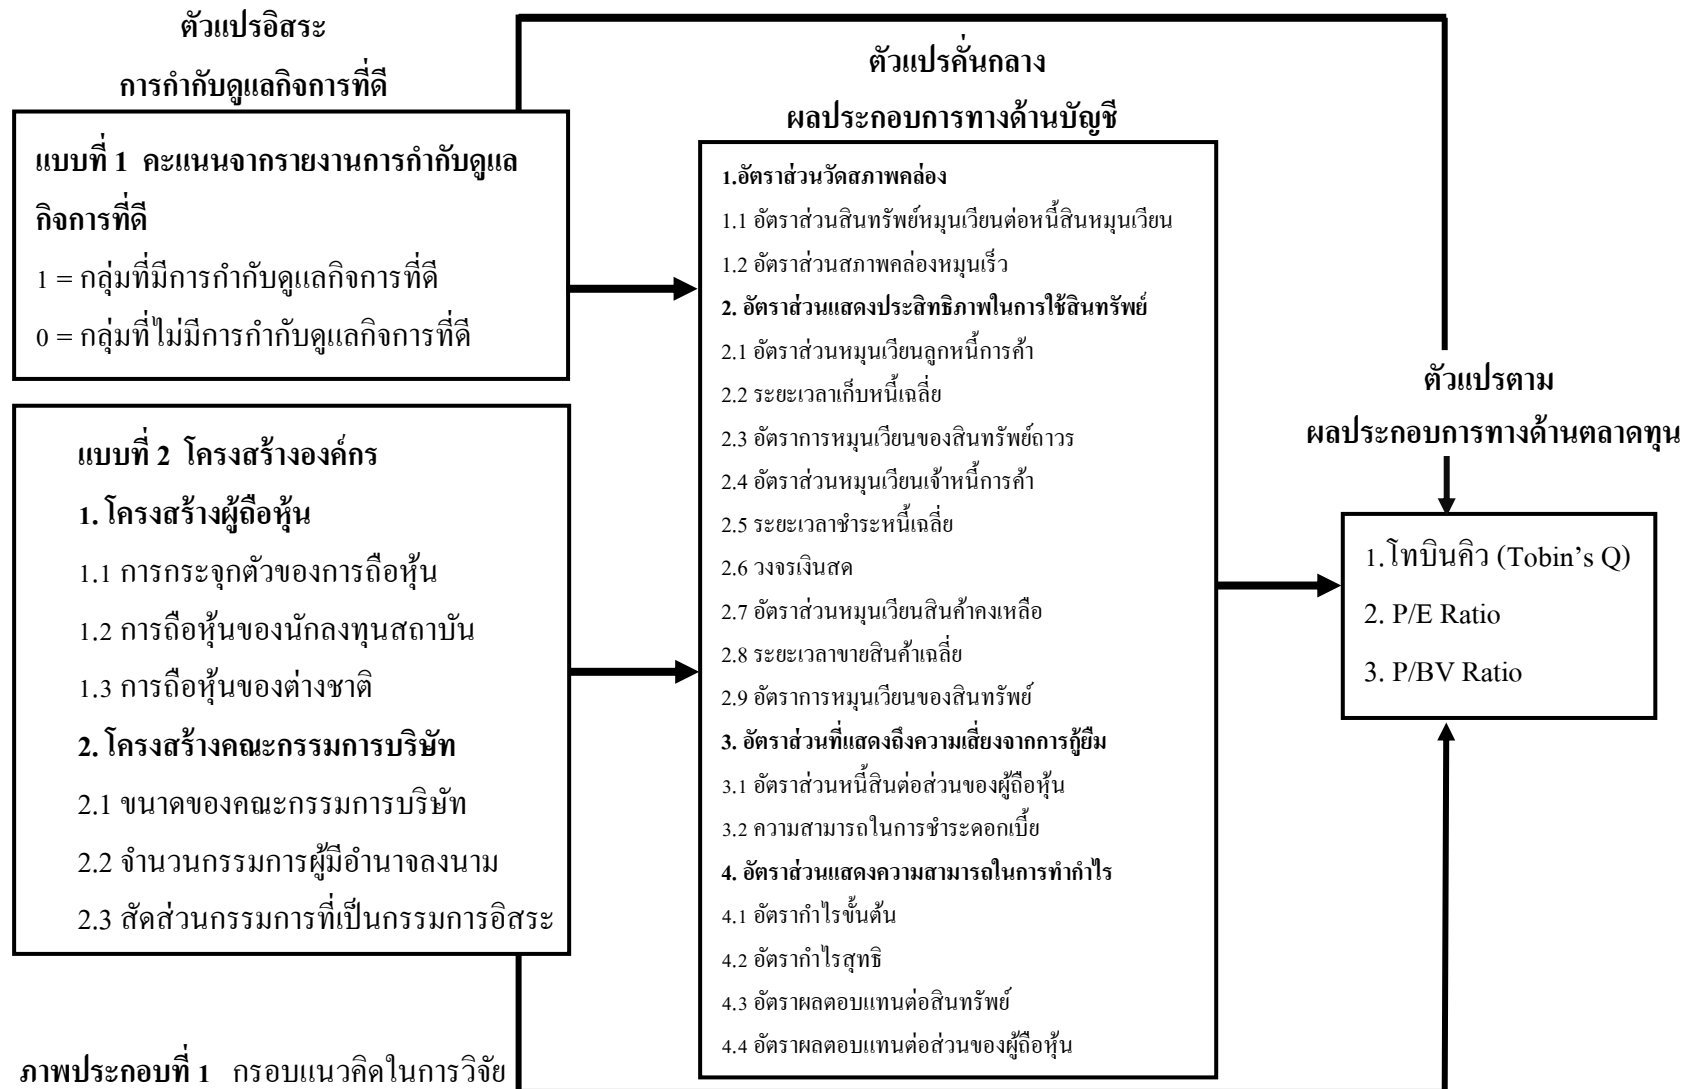 ตัวแปรอิสระ
การกำกับดูแลกิจการที่ดี
แบบที่ 1 คะแนนจากรายงานการกำกับดูแล
กิจการที่ดี
1 = กลุ่มที่มีการกำกับดูแลกิจการที่ดี
0 = กลุ่มที่ไม่มีการกำกับดูแลกิจการที่ดี
แบบที่ 2 โครงสร้างองค์กร
1. โครงสร้างผู้ถือหุ้น
1.1 การกระจุกตัวของการถือหุ้น
1.2 การถือหุ้นของนักลงทุนสถาบัน
1.3 การถือหุ้นของต่างชาติ
2. โครงสร้างคณะกรรมการบริษัท
2.1 ขนาดของคณะกรรมการบริษัท
2.2 จำนวนกรรมการผู้มีอำนาจลงนาม
2.3 สัดส่วนกรรมการที่เป็นกรรมการอิสระ
ตัวแปรคั่นกลาง
ผลประกอบการทางด้านบัญชี
1.อัตราส่วนวัดสภาพคล่อง
1.1 อัตราส่วนสินทรัพย์หมุนเวียนต่อหนี้สินหมุนเวียน
1.2 อัตราส่วนสภาพคล่องหมุนเร็ว
2. อัตราส่วนแสดงประสิทธิภาพในการใช้สินทรัพย์
2.1 อัตราส่วนหมุนเวียนลูกหนี้การค้า
2.2 ระยะเวลาเก็บหนี้เฉลี่ย
2.3 อัตราการหมุนเวียนของสินทรัพย์ถาวร
2.4 อัตราส่วนหมุนเวียนเจ้าหนี้การค้า
2.5 ระยะเวลาชำระหนี้เฉลี่ย
2.6 วงจรเงินสด
2.7 อัตราส่วนหมุนเวียนสินค้าคงเหลือ
2.8 ระยะเวลาขายสินค้าเฉลี่ย
2.9 อัตราการหมุนเวียนของสินทรัพย์
3. อัตราส่วนที่แสดงถึงความเสี่ยงจากการกู้ยืม
3.1 อัตราส่วนหนี้สินต่อส่วนของผู้ถือหุ้น
3.2 ความสามารถในการชำระดอกเบี้ย
4. อัตราส่วนแสดงความสามารถในการทำกำไร
4.1 อัตรากำไรขั้นต้น
4.2 อัตรากำไรสุทธิ
4.3 อัตราผลตอบแทนต่อสินทรัพย์
4.4 อัตราผลตอบแทนต่อส่วนของผู้ถือหุ้น
ตัวแปรตาม
ผลประกอบการทางด้านตลาดทุน
1.โทบินคิว (Tobin’s Q)
2. P/E Ratio
3. P/BV Ratio
ภาพประกอบที่ 1 กรอบแนวคิดในการวิจัย